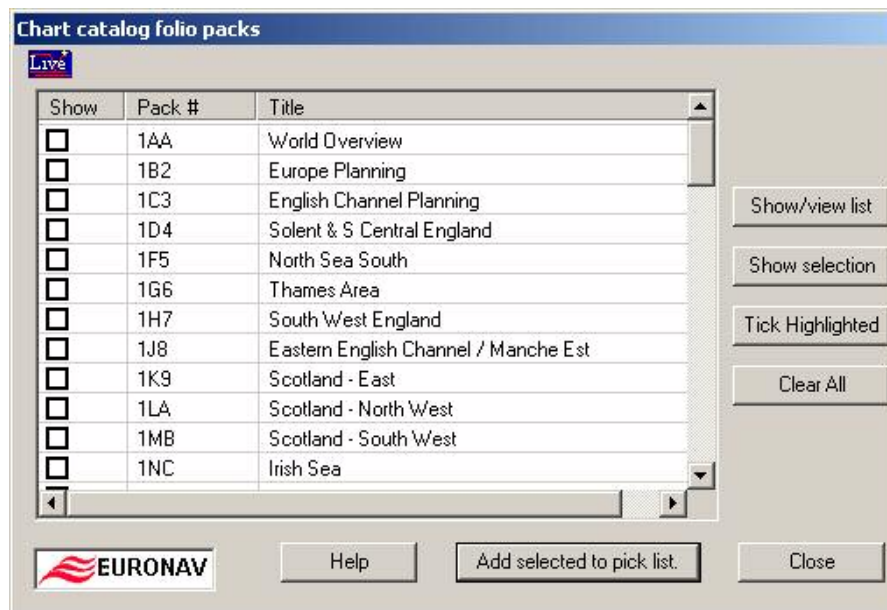 Chart catalog folio packs
Live
Show Pack # Title
1AA World Overview
1B2 Europe Planning
1C3 English Channel Planning
1D4 Solent & S Central England
1F5 North Sea South
1G6 Thames Area
1H7 South West England
1J8 Eastern English Channel / Manche Est
1K9 Scotland - East
1LA Scotland - North West
1MB Scotland - South West
1NC Irish Sea
Show/view list
Show selection
Tick Highlighted
Clear All
EURONAV
Help
Add selected to pick list.
Close